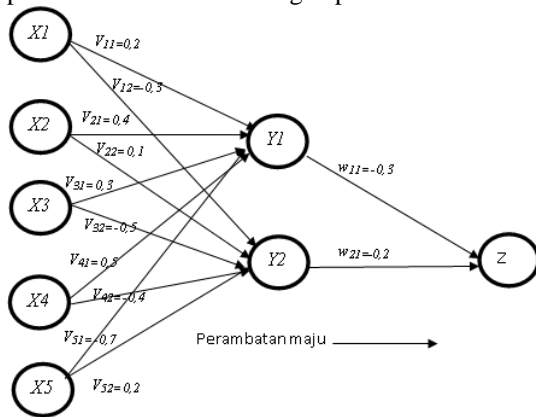 X1
V11=0,2
V12=-0,3
X2
V21=0,4
V22=0,1
Y1
X3
V31=0,3
V32=-0,5
w11=-0,3
X4
V41=0,5
V42=-0,4
Y2
w21=-0,2
Z
X5
V51=-0,7
V52=0,2
Perambatan maju